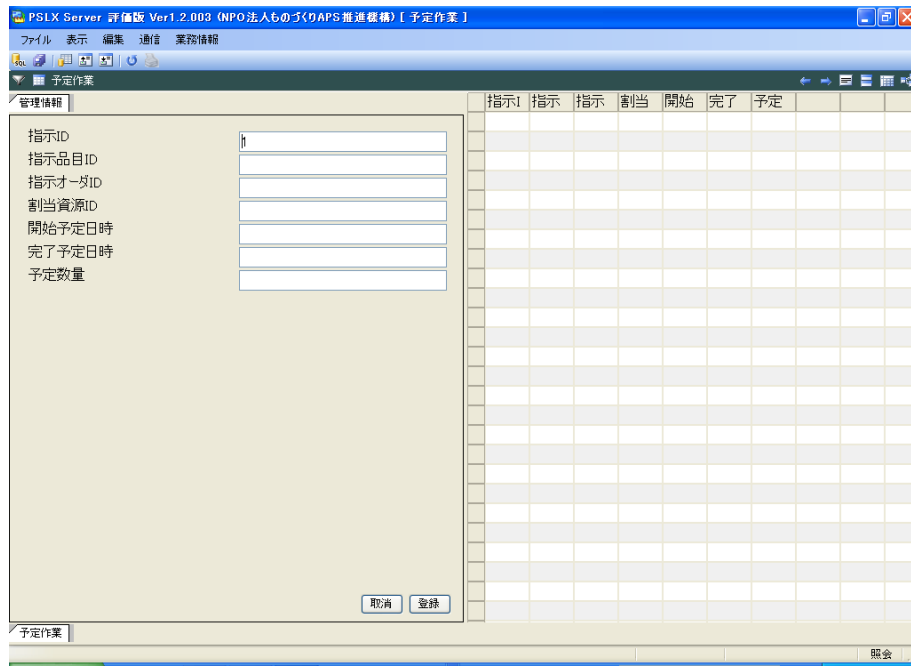 PSLX Server 評価版 Ver1.2.003 (NPO法人ものづくりAPS推進機構) [ 予定作業 ]
ファイル 表示 編集 通信 業務情報
予定作業
管理情報
指示I 指示 指示 割当 開始 完了 予定
指示ID
指示品目ID
指示オーダID
割当資源ID
開始予定日時
完了予定日時
予定数量
取消 登録
予定作業
照会